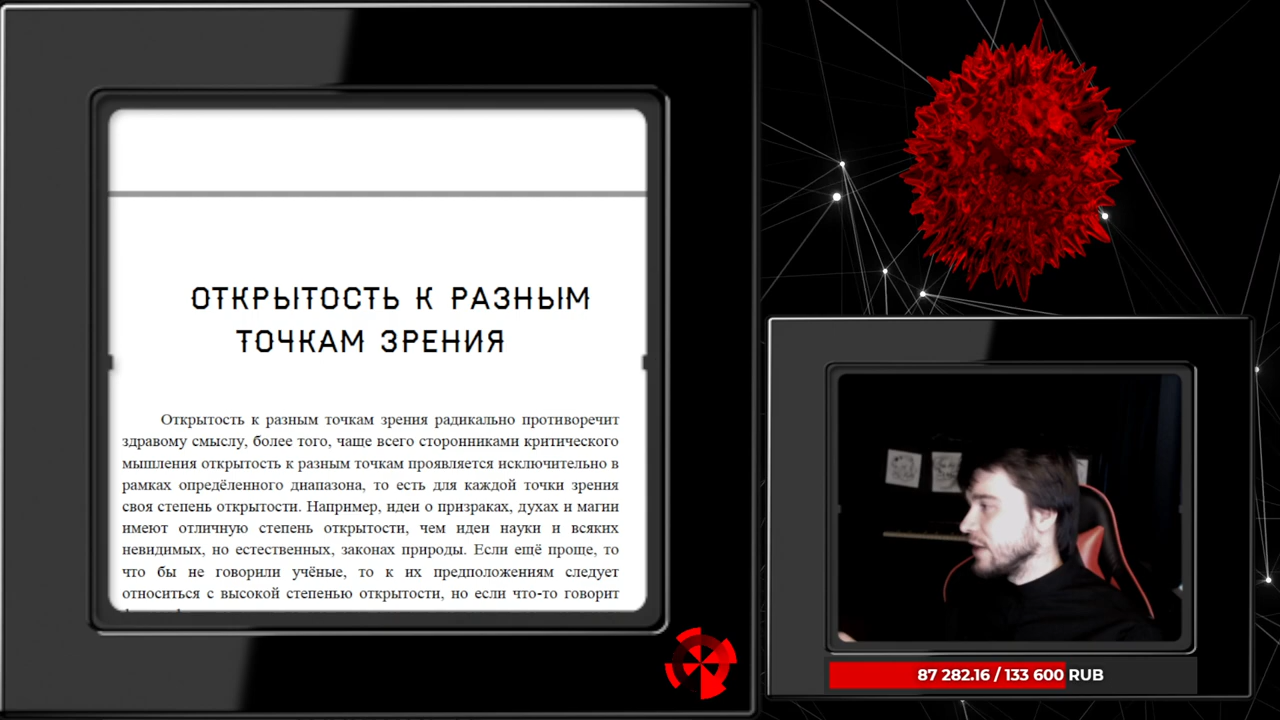 ОТКРЫТОСТЬ К РАЗНЫМ
ТОЧКАМ ЗРЕНИЯ
Открытость к разным точкам зрения радикально противоречит
здравому смыслу, более того, чаще всего сторонниками критического
мышления открытость к разным точкам проявляется исключительно в
рамках опредёленного диапазона, то есть для каждой точки зрения
своя степень открытости. Например, идеи о призраках, духах и магии
имеют отличную степень открытости, чем идеи науки и всяких
невидимых, но естественных, законах природы. Если ещё проще, то
что бы не говорили учёные, то к их предположениям следует
относиться с высокой степенью открытости, но если что-то говорит
87 282.16 / 133 600 RUB